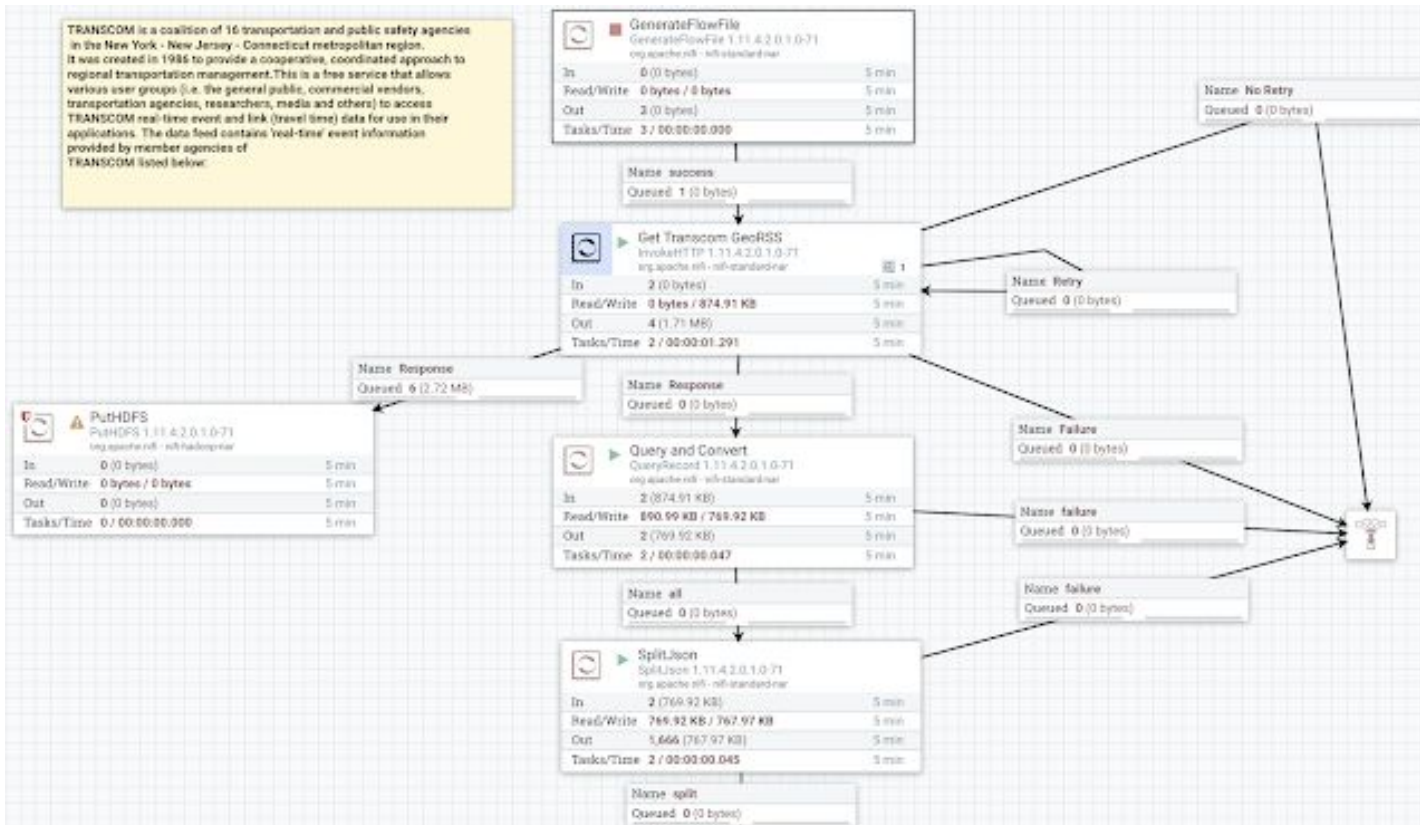 TRANSCOM is a coalition of 16 transportation and public safety agencies
in the New York - New Jersey - Connecticut metropolitan region.
It was created in 1986 to provide a cooperative, coordinated approach to
regional transportation management.This is a free service that allows
various user groups (i.e. the general public, commercial vendors,
transportation agencies, researchers, media and others) to access
TRANSCOM real-time event and link (travel time) data for use in their
applications. The data feed contains 'real-time' event information
provided by member agencies of
TRANSCOM listed below:
GenerateFlowFile
GenerateFlowFile 1.11.4.2.0.1.0-71
org.apache.nifi - nifi-standard-nar
In 0 (0 bytes) 5 min
Read/Write 0 bytes / 0 bytes 5 min
Out 3 (0 bytes) 5 min
Tasks/Time 3 / 00:00:00.000 5 min
Name No Retry
Queued 0 (0 bytes)
Name success
Queued 1 (0 bytes)
Get Transcom GeoRSS
InvokeHTTP 1.11.4.2.0.1.0-71
org.apache.nifi - nifi-standard-nar
1
In 2 (0 bytes) 5 min
Read/Write 0 bytes / 874.91 KB 5 min
Out 4 (1.71 MB) 5 min
Tasks/Time 2 / 00:00:01.291 5 min
Name Retry
Queued 0 (0 bytes)
Name Response
Queued 6 (2.72 MB)
Name Response
Queued 0 (0 bytes)
PutHDFS
PutHDFS 1.11.4.2.0.1.0-71
org.apache.nifi - nifi-hadoop-nar
In 0 (0 bytes) 5 min
Read/Write 0 bytes / 0 bytes 5 min
Out 0 (0 bytes) 5 min
Tasks/Time 0 / 00:00:00.000 5 min
Name Failure
Queued 0 (0 bytes)
Query and Convert
QueryRecord 1.11.4.2.0.1.0-71
org.apache.nifi - nifi-standard-nar
In 2 (874.91 KB) 5 min
Read/Write 890.99 KB / 769.92 KB 5 min
Out 2 (769.92 KB) 5 min
Tasks/Time 2 / 00:00:00.047 5 min
Name failure
Queued 0 (0 bytes)
Name all
Queued 0 (0 bytes)
Name failure
Queued 0 (0 bytes)
SplitJson
SplitJson 1.11.4.2.0.1.0-71
org.apache.nifi - nifi-standard-nar
In 2 (769.92 KB) 5 min
Read/Write 769.92 KB / 767.97 KB 5 min
Out 1,666 (767.97 KB) 5 min
Tasks/Time 2 / 00:00:00.045 5 min
Name split
Queued 0 (0 bytes)